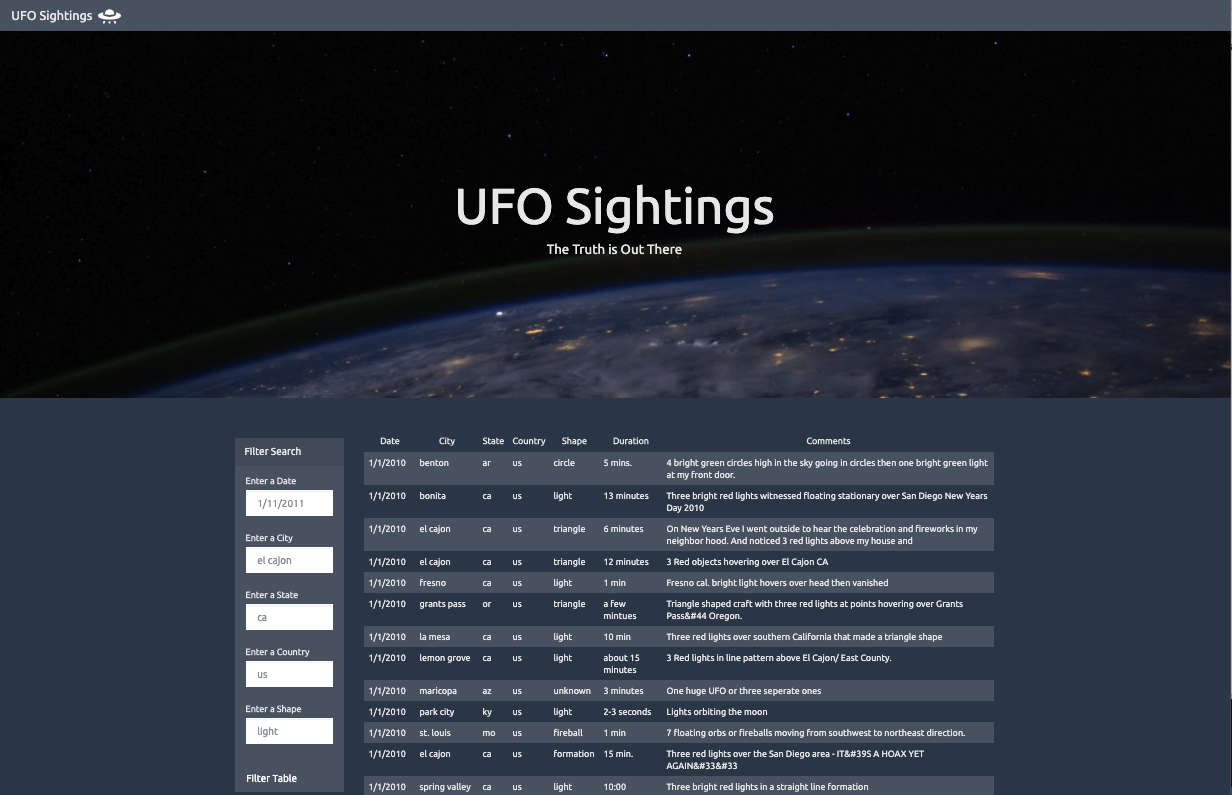 UFO Sightings
UFO Sightings
The Truth is Out There
Filter Search
Enter a Date
1/11/2011
Enter a City
el cajon
Enter a State
ca
Enter a Country
us
Enter a Shape
light
Filter Table
Date City State Country Shape Duration Comments
1/1/2010 benton ar us circle 5 mins. 4 bright green circles high in the sky going in circles then one bright green light
at my front door.
1/1/2010 bonita ca us light 13 minutes Three bright red lights witnessed floating stationary over San Diego New Years
Day 2010
1/1/2010 el cajon ca us triangle 6 minutes On New Years Eve I went outside to hear the celebration and fireworks in my
neighbor hood. And noticed 3 red lights above my house and
1/1/2010 el cajon ca us triangle 12 minutes 3 Red objects hovering over El Cajon CA
1/1/2010 fresno ca us light 1 min Fresno cal. bright light hovers over head then vanished
1/1/2010 grants pass or us triangle a few Triangle shaped craft with three red lights at points hovering over Grants
mintues Pass&#44 Oregon.
1/1/2010 la mesa ca us light 10 min Three red lights over southern California that made a triangle shape
1/1/2010 lemon grove ca us light about 15 3 Red lights in line pattern above El Cajon/ East County.
minutes
1/1/2010 maricopa az us unknown 3 minutes One huge UFO or three seperate ones
1/1/2010 park city ky us light 2-3 seconds Lights orbiting the moon
1/1/2010 st. louis mo us fireball 1 min 7 floating orbs or fireballs moving from southwest to northeast direction.
1/1/2010 el cajon ca us formation 15 min. Three red lights over the San Diego area - IT&#39S A HOAX YET
AGAIN&#33&#33
1/1/2010 spring valley ca us light 10:00 Three bright red lights in a straight line formation